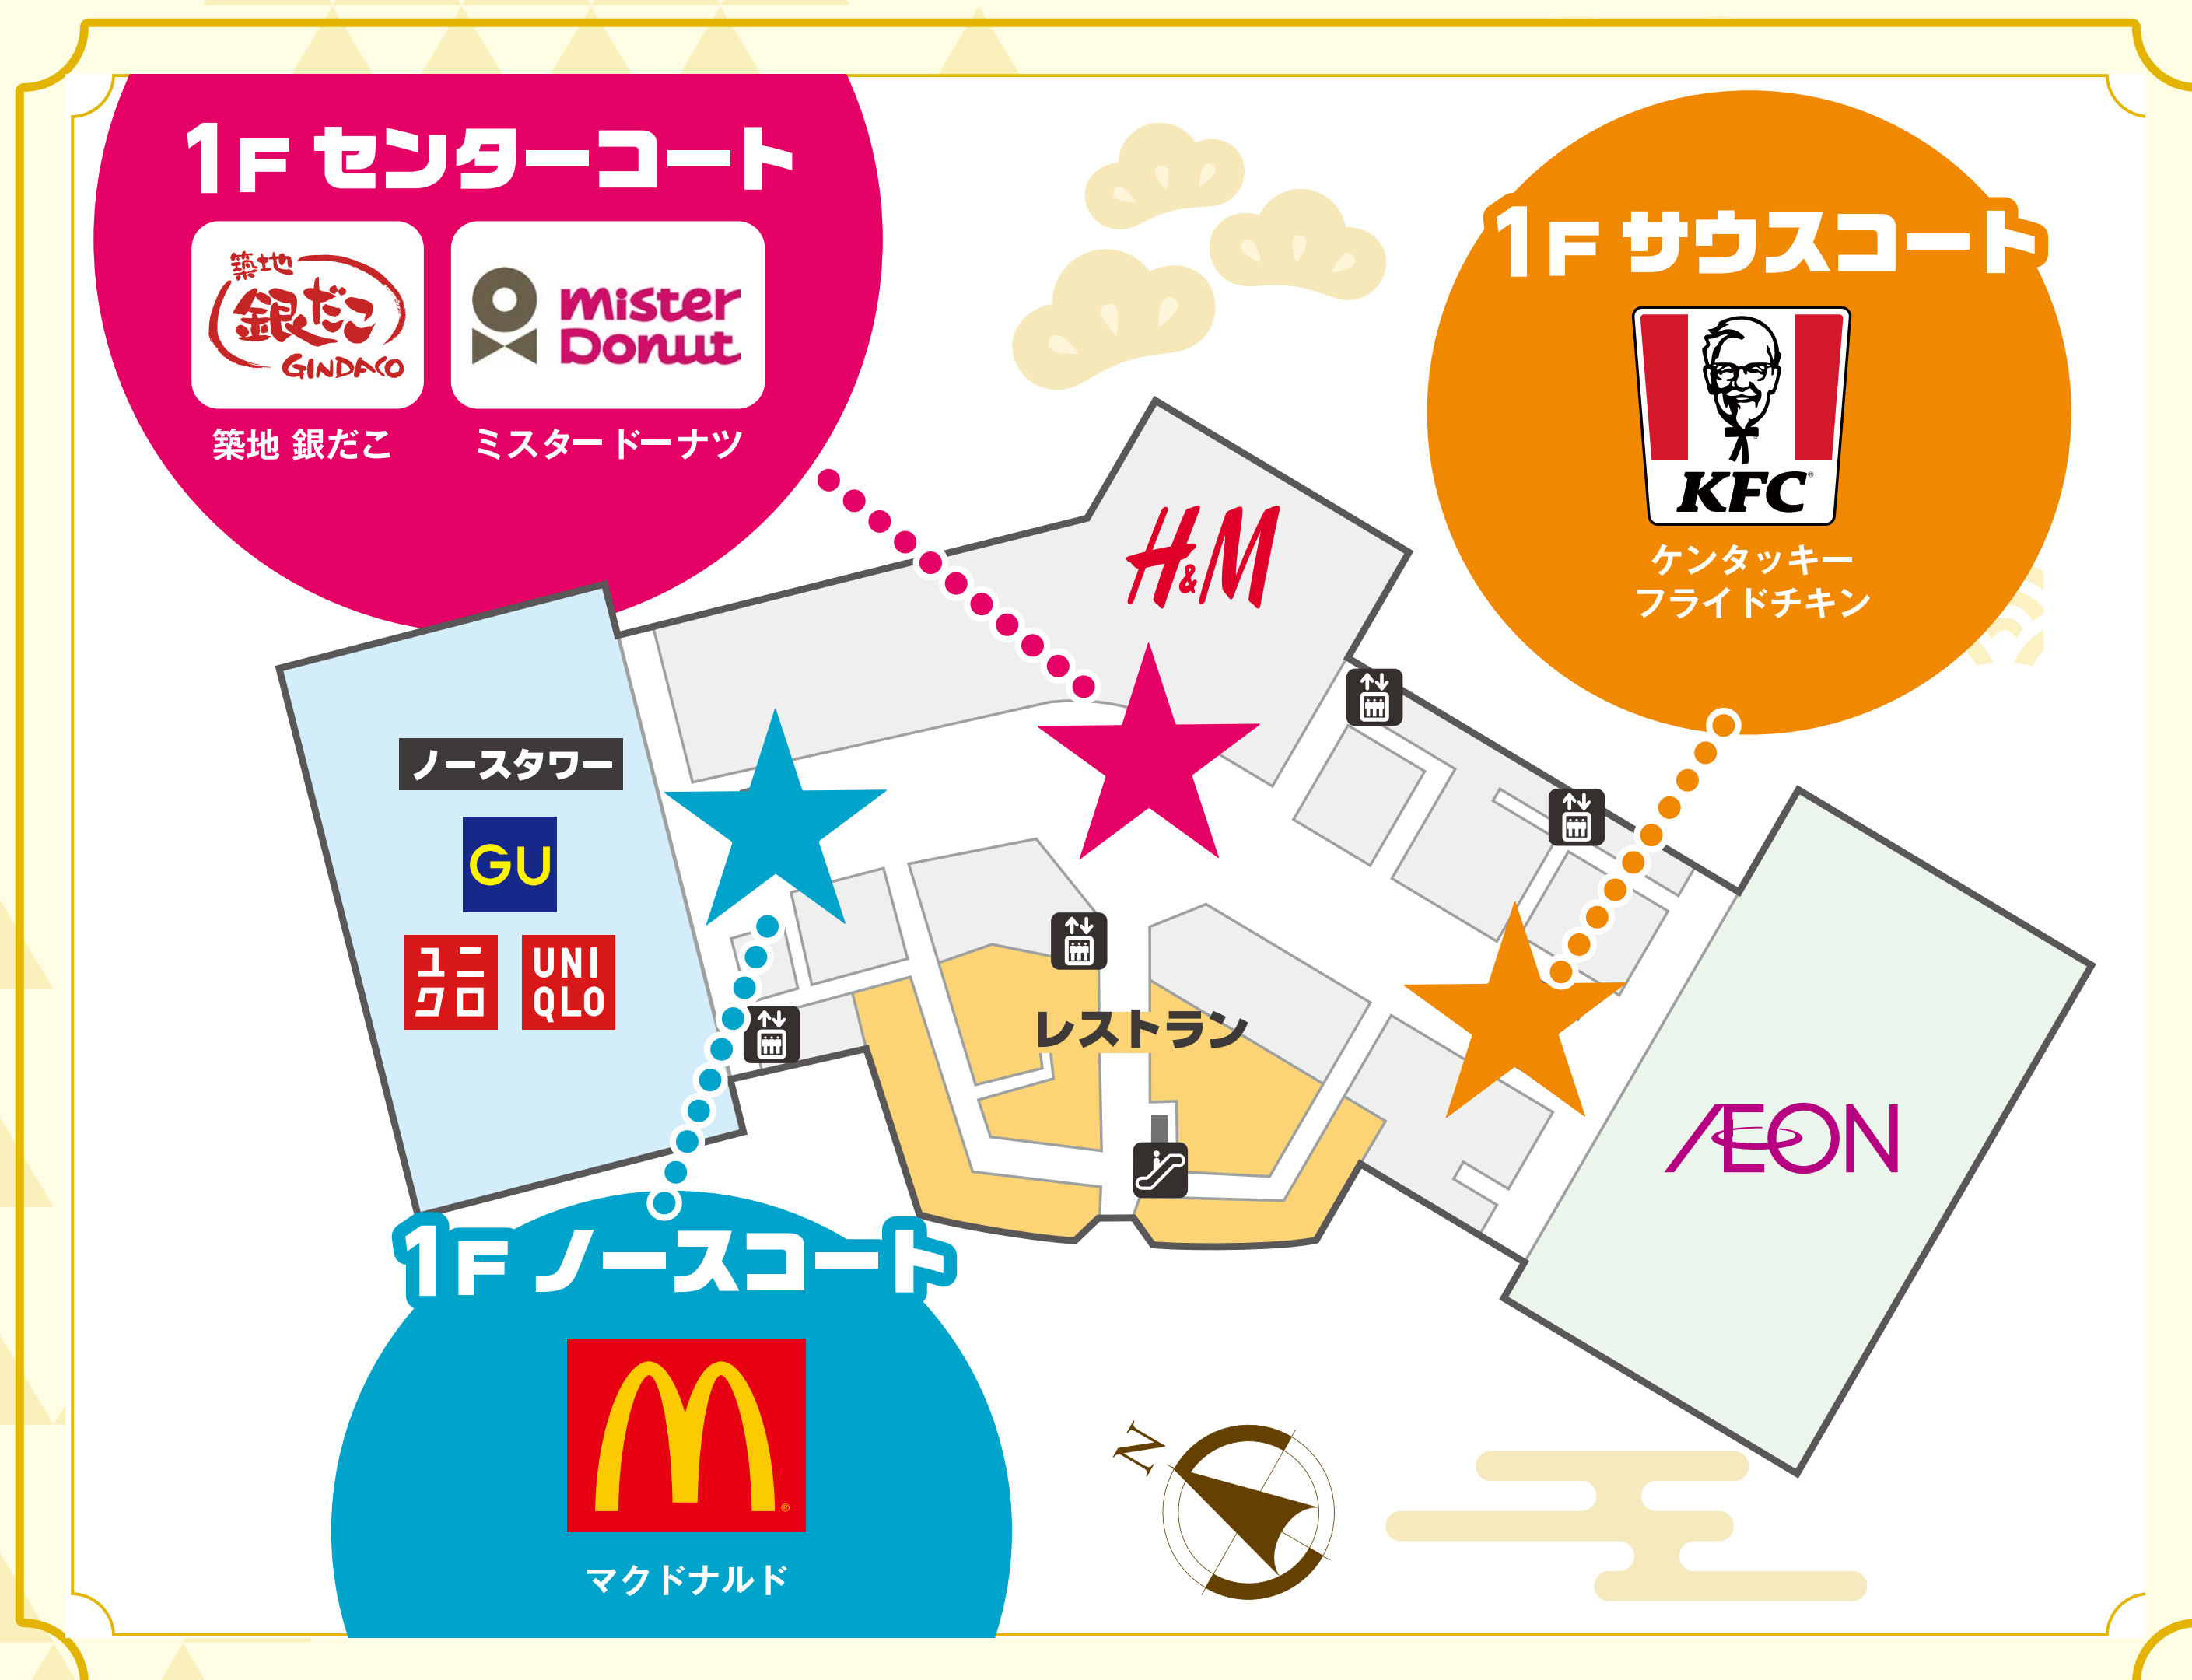 1F センターコート
築地
銀だこ
GINDACO
mister
Donut
築地 銀だこ
ミスタードーナツ
1F サウスコート
KFC®
ケンタッキー
フライドチキン
H&M
ノースタワー
GU
ユニ
クロ
UNI
QLO
レストラン
ÆON
1F ノースコート
®
マクドナルド
N